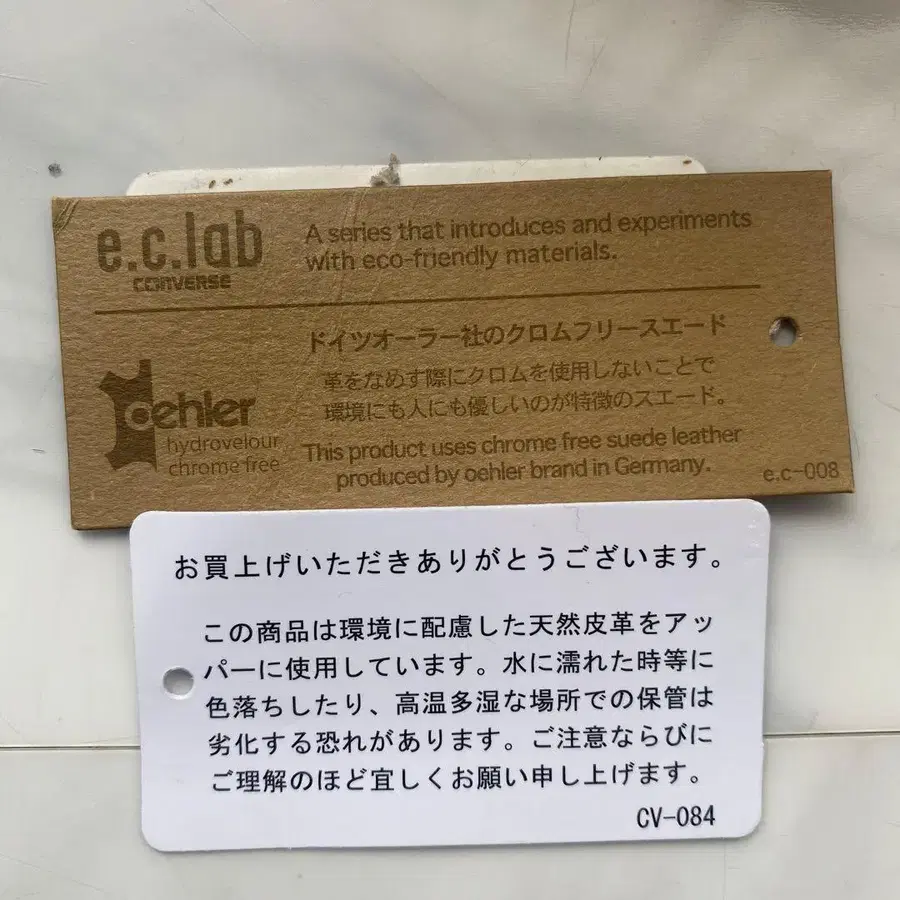 e.c.lab
CONVERSE
A series that introduces and experiments
with eco-friendly materials.
ドイツオーラー社のクロムフリースエード
革をなめす際にクロムを使用しないことで
環境にも人にも優しいのが特徴のスエード。
oehler
hydrovelour
chrome free
This product uses chrome free suede leather
produced by oehler brand in Germany.
e.c-008
お買上げいただきありがとうございます。
この商品は環境に配慮した天然皮革をアッ
パーに使用しています。水に濡れた時等に
色落ちしたり、高温多湿な場所での保管は
劣化する恐れがあります。ご注意ならびに
ご理解のほど宜しくお願い申し上げます。
CV-084